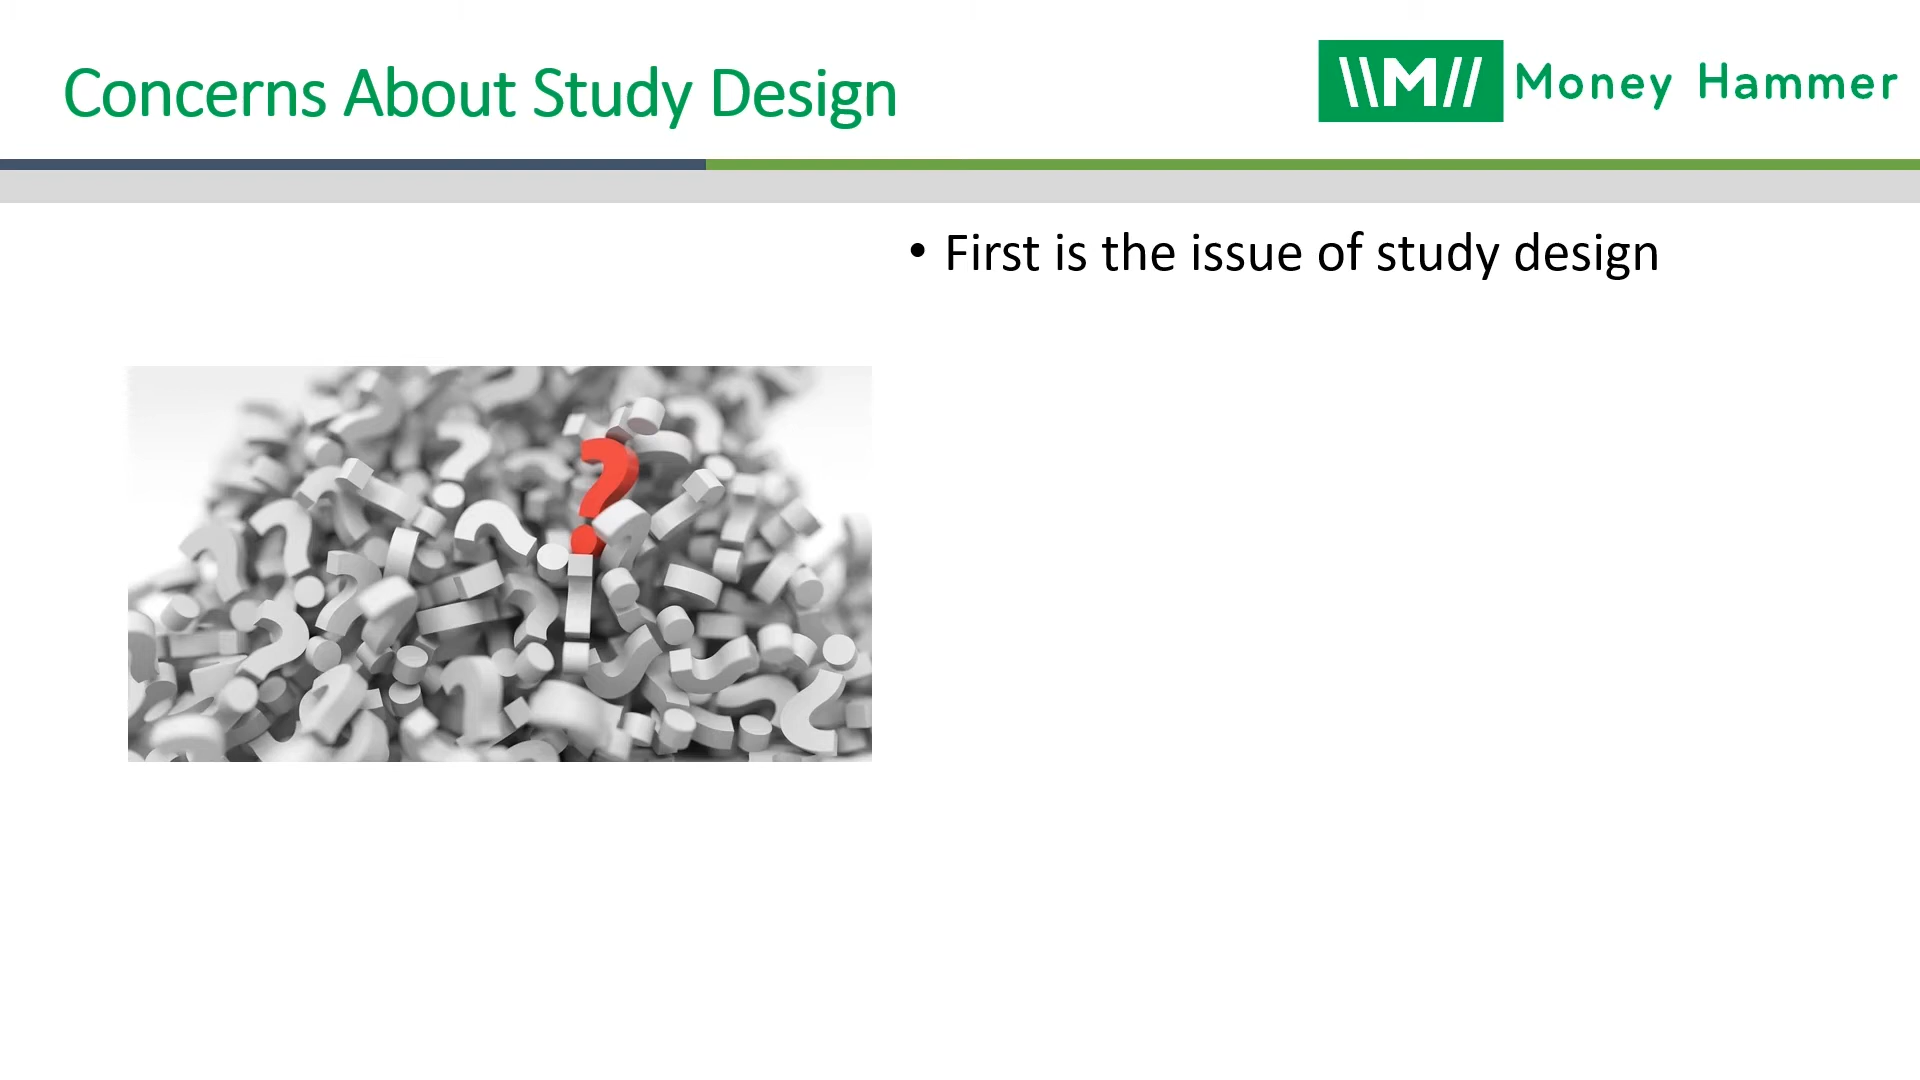 Concerns About Study Design
\\M// Money Hammer
• First is the issue of study design